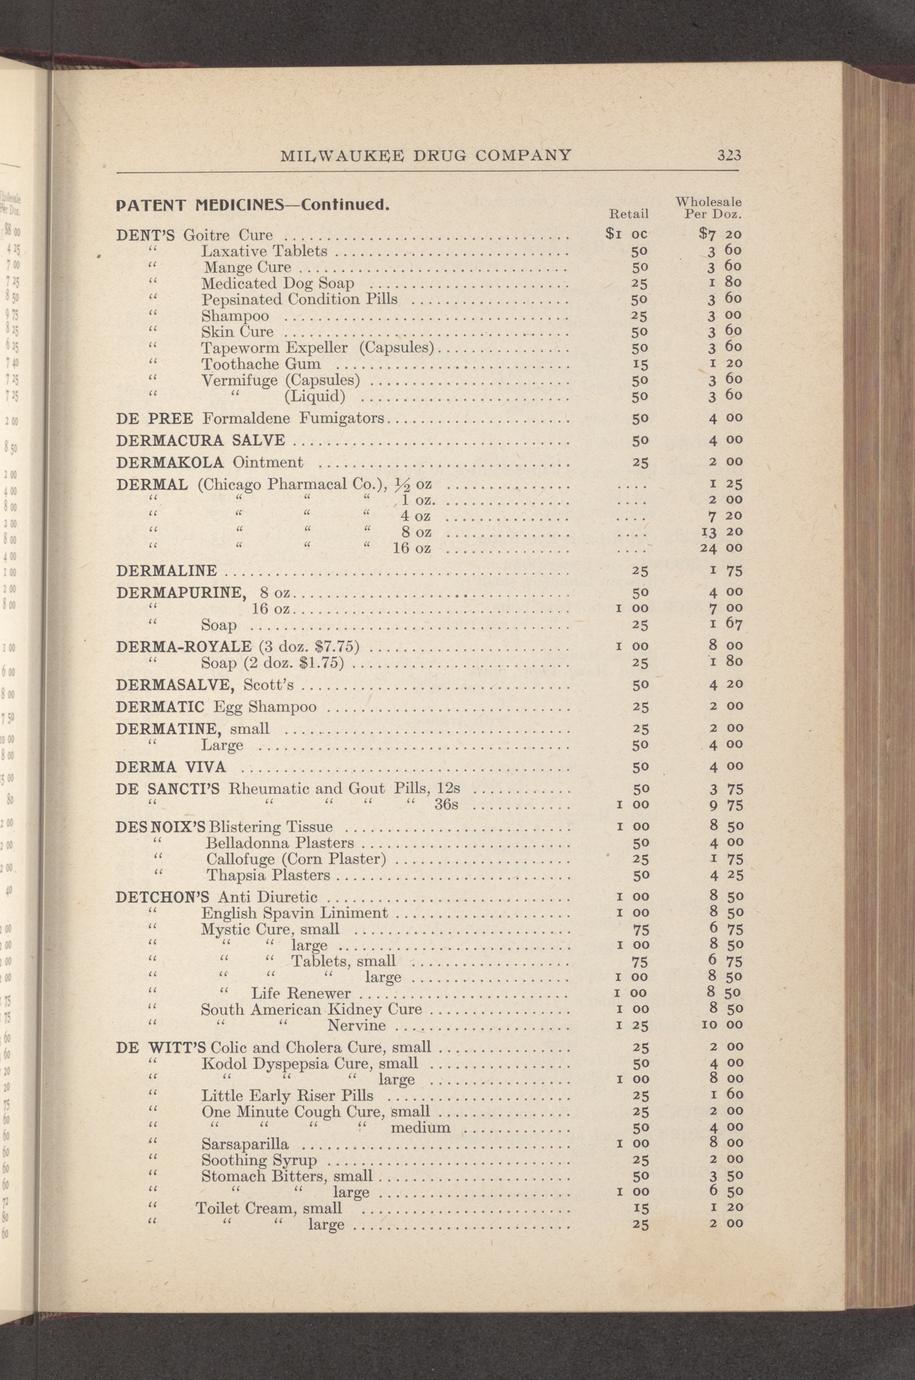 MILWAUKEE DRUG COMPANY 323
PATENT MEDICINES—Continued.
Retail Wholesale Per Doz.
DENT'S Goitre Cure ................................ $1 00 $7 20
“ Laxative Tablets ........................... 50 3 60
“ Mange Cure ............................... 50 3 60
“ Medicated Dog Soap ....................... 25 1 80
“ Pepsinated Condition Pills ................... 50 3 60
“ Shampoo ................................. 25 3 00
“ Skin Cure ................................. 50 3 60
“ Tapeworm Expeller (Capsules)................ 50 3 60
“ Toothache Gum ........................... 15 1 20
“ Vermifuge (Capsules) ....................... 50 3 60
“ “ (Liquid) ........................ 50 3 60
DE PREE Formaldene Fumigators...................... 50 4 00
DERMACURA SALVE ................................ 50 4 00
DERMAKOLA Ointment ............................. 25 2 00
DERMAL (Chicago Pharmacal Co.), ½ oz ............... .... 1 25
“ “ “ “ 1 oz. ............... .... 2 00
“ “ “ “ 4 oz ............... .... 7 20
“ “ “ “ 8 oz ............... .... 13 20
“ “ “ “ 16 oz ............... .... 24 00
DERMALINE ........................................ 25 1 75
DERMAPURINE, 8 oz................................ 50 4 00
“ 16 oz................................ 1 00 7 00
“ Soap ..................................... 25 1 67
DERMA-ROYALE (3 doz. $7.75) ....................... 1 00 8 00
“ Soap (2 doz. $1.75) ......................... 25 1 80
DERMASALVE, Scott's ............................... 50 4 20
DERMATIC Egg Shampoo ............................ 25 2 00
DERMATINE, small ................................. 25 2 00
“ Large .................................... 50 4 00
DERMA VIVA ...................................... 50 4 00
DE SANCTI'S Rheumatic and Gout Pills, 12s ............ 50 3 75
“ “ “ “ “ 36s ............ 1 00 9 75
DES NOIX'S Blistering Tissue .......................... 1 00 8 50
“ Belladonna Plasters ........................ 50 4 00
“ Callofuge (Corn Plaster) ..................... 25 1 75
“ Thapsia Plasters ........................... 50 4 25
DETCHON'S Anti Diuretic ............................ 1 00 8 50
“ English Spavin Liniment .................... 1 00 8 50
“ Mystic Cure, small ......................... 75 6 75
“ “ “ large ........................... 1 00 8 50
“ “ “ Tablets, small ................... 75 6 75
“ “ “ “ large ................... 1 00 8 50
“ “ Life Renewer ......................... 1 00 8 50
“ South American Kidney Cure ................. 1 00 8 50
“ “ “ Nervine ..................... 1 25 10 00
DE WITT'S Colic and Cholera Cure, small ................ 25 2 00
“ Kodol Dyspepsia Cure, small ................. 50 4 00
“ “ “ “ large ................. 1 00 8 00
“ Little Early Riser Pills ...................... 25 1 60
“ One Minute Cough Cure, small ................ 25 2 00
“ “ “ “ “ medium ............. 50 4 00
“ Sarsaparilla ............................... 1 00 8 00
“ Soothing Syrup ............................ 25 2 00
“ Stomach Bitters, small ....................... 50 3 50
“ “ “ large ....................... 1 00 6 50
“ Toilet Cream, small ........................ 15 1 20
“ “ “ large ......................... 25 2 00